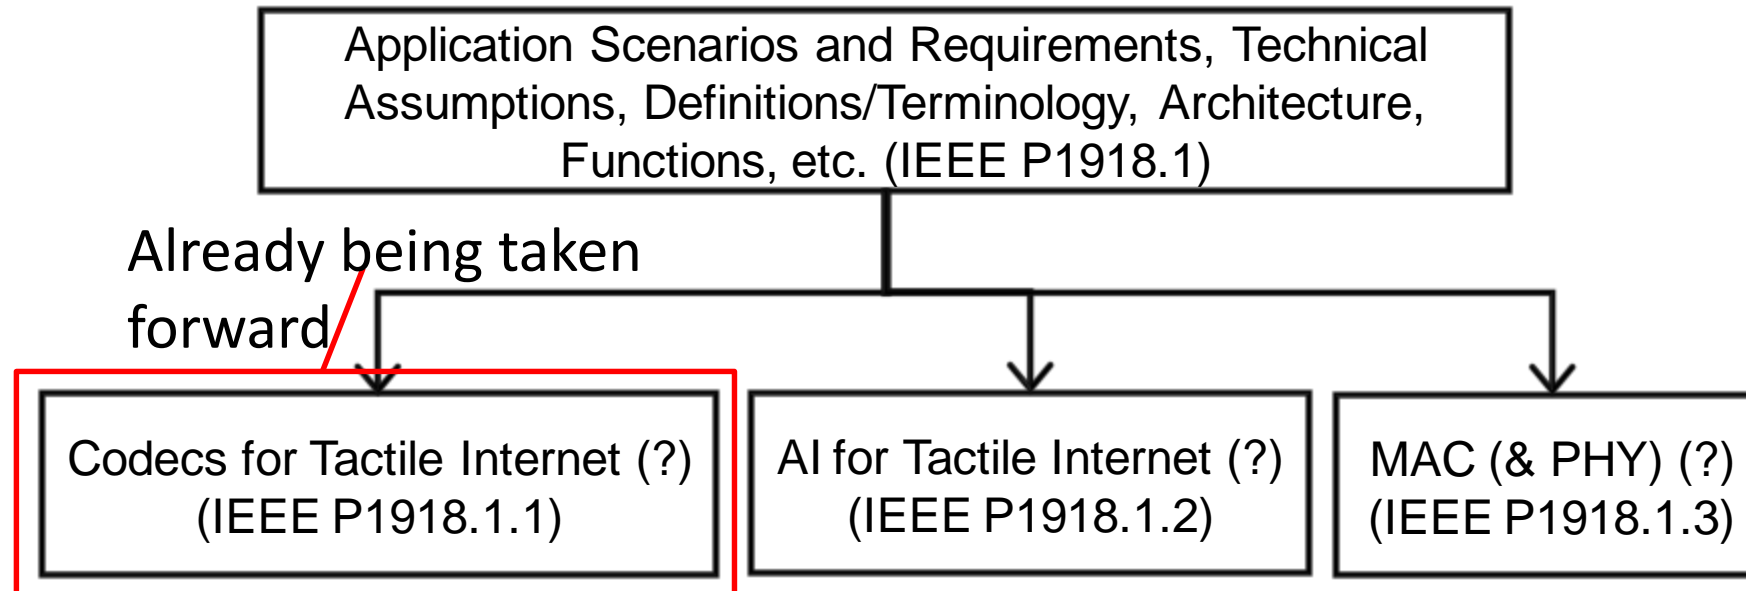 Application Scenarios and Requirements, Technical
Assumptions, Definitions/Terminology, Architecture,
Functions, etc. (IEEE P1918.1)
Already being taken
forward
Codecs for Tactile Internet (?)
(IEEE P1918.1.1)
AI for Tactile Internet (?)
(IEEE P1918.1.2)
MAC (& PHY) (?)
(IEEE P1918.1.3)